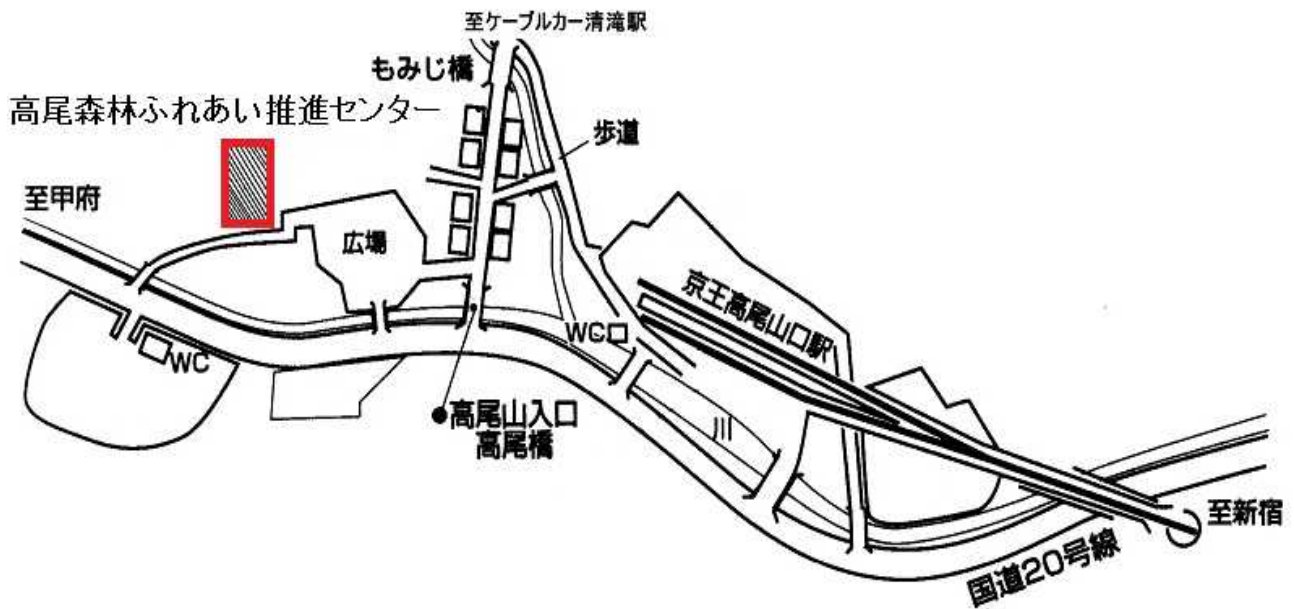 至ケーブルカー清滝駅
もみじ橋
高尾森林ふれあい推進センター
歩道
至甲府
広場
京王高尾山口駅
WC
WC
高尾山入口
高尾橋
川
至新宿
国道20号線